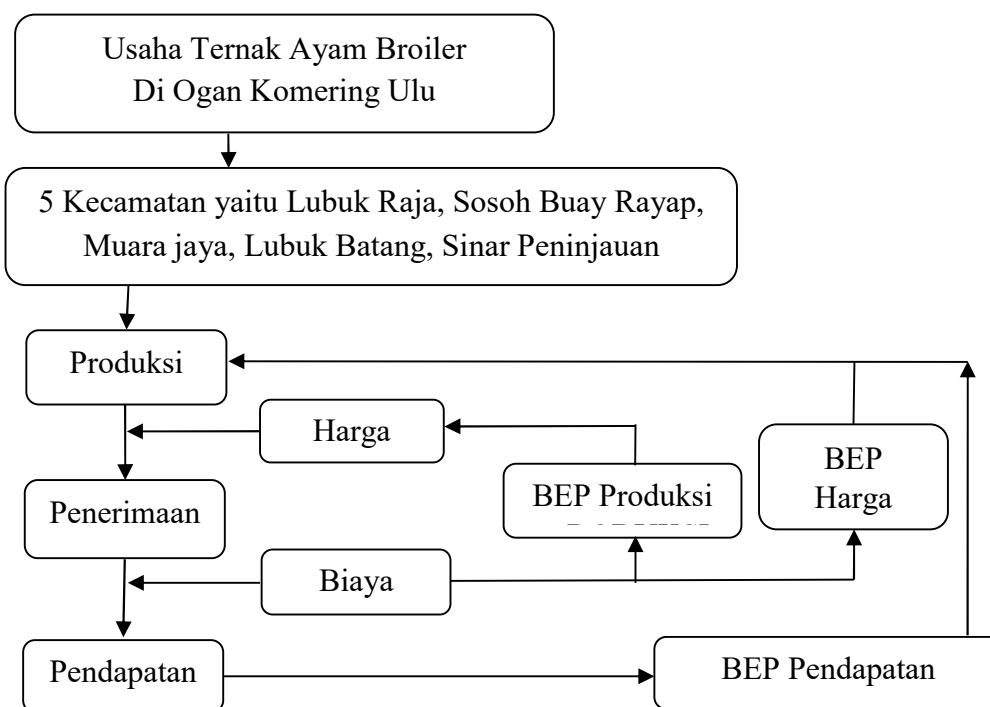 Usaha Ternak Ayam Broiler
Di Ogan Komering Ulu
5 Kecamatan yaitu Lubuk Raja, Sosoh Buay Rayap,
Muara jaya, Lubuk Batang, Sinar Peninjauan
Produksi
Harga
BEP Produksi
BEP
Harga
Penerimaan
Biaya
Pendapatan
BEP Pendapatan